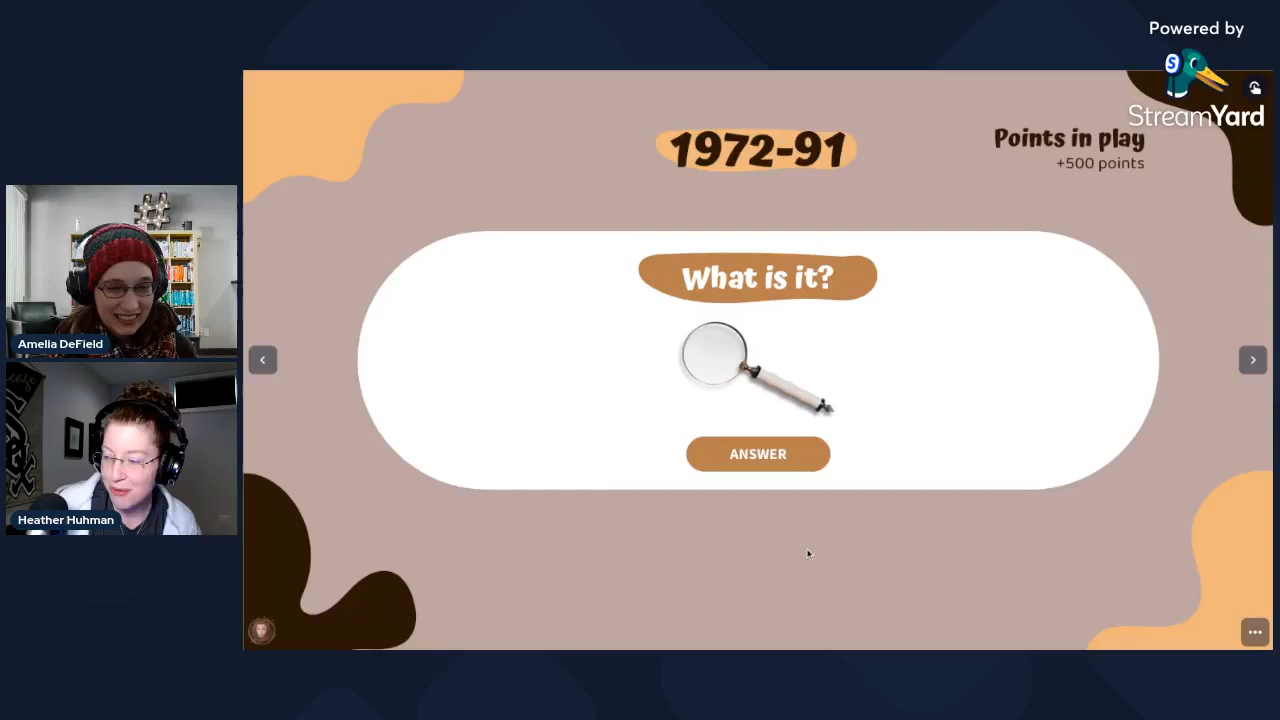 Powered by
S
StreamYard
1972-91
Points in play
+500 points
What is it?
ANSWER
Amelia DeField
Heather Huhman